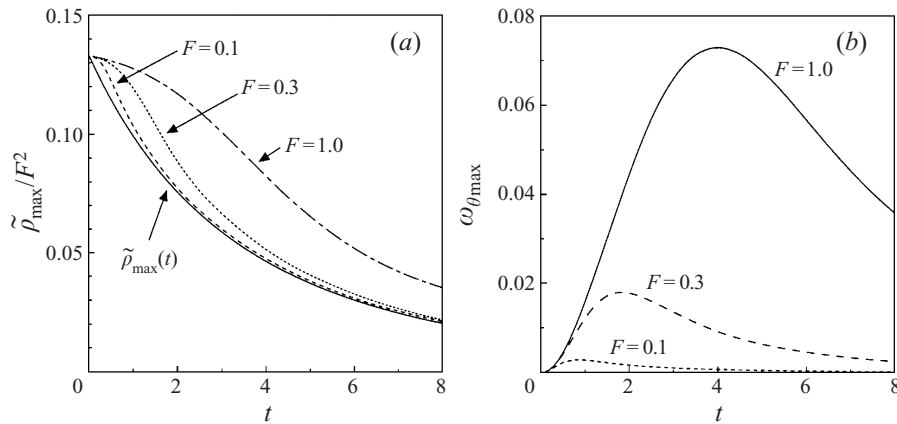 0.15
(a)
F = 0.1
F = 0.3
0.10
F = 1.0
ρ̃max/F²
0.05
ρ̃max(t)
0
2
4
6
8
t
0.08
(b)
F = 1.0
0.06
ωθmax
0.04
0.02
F = 0.3
F = 0.1
0
2
4
6
8
t